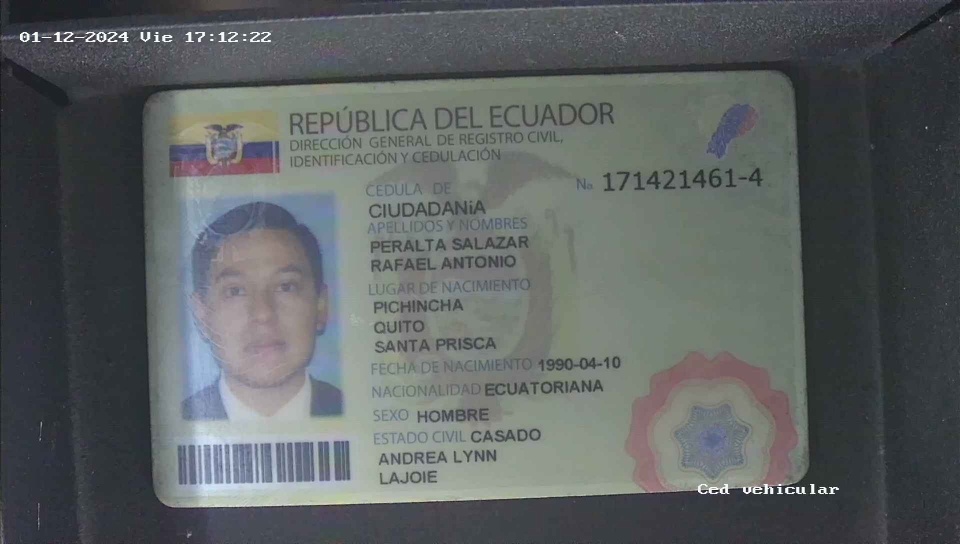 01-12-2024 Vie 17:12:22
REPÚBLICA DEL ECUADOR
DIRECCIÓN GENERAL DE REGISTRO CIVIL,
IDENTIFICACIÓN Y CEDULACIÓN
CÉDULA DE No 171421461-4
CIUDADANÍA
APELLIDOS Y NOMBRES
PERALTA SALAZAR
RAFAEL ANTONIO
LUGAR DE NACIMIENTO
PICHINCHA
QUITO
SANTA PRISCA
FECHA DE NACIMIENTO 1990-04-10
NACIONALIDAD ECUATORIANA
SEXO HOMBRE
ESTADO CIVIL CASADO
ANDREA LYNN
LAJOIE
Ced vehicular